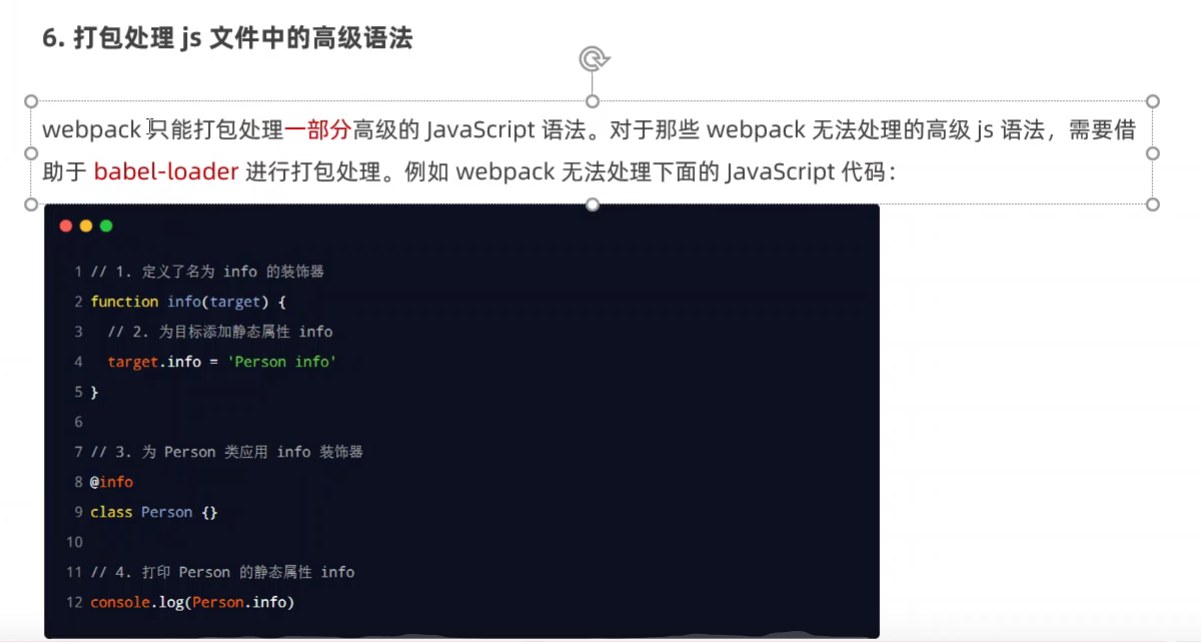 6. 打包处理 js 文件中的高级语法
webpack 只能打包处理一部分高级的 JavaScript 语法。对于那些 webpack 无法处理的高级 js 语法，需要借
助于 babel-loader 进行打包处理。例如 webpack 无法处理下面的 JavaScript 代码：
1 // 1. 定义了名为 info 的装饰器
2 function info(target) {
3 // 2. 为目标添加静态属性 info
4 target.info = 'Person info'
5 }
6
7 // 3. 为 Person 类应用 info 装饰器
8 @info
9 class Person {}
10
11 // 4. 打印 Person 的静态属性 info
12 console.log(Person.info)